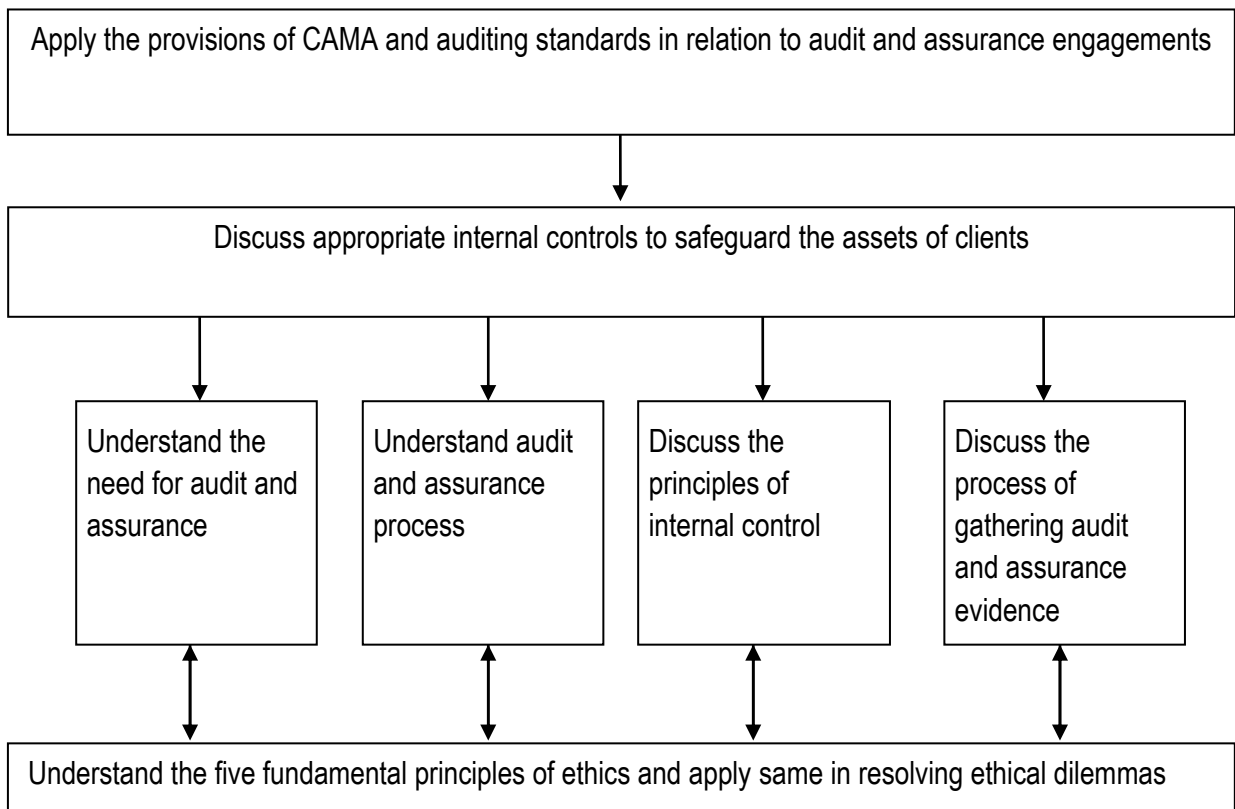 Apply the provisions of CAMA and auditing standards in relation to audit and assurance engagements
Discuss appropriate internal controls to safeguard the assets of clients
Understand the
need for audit and
assurance
Understand audit
and assurance
process
Discuss the
principles of
internal control
Discuss the
process of
gathering audit
and assurance
evidence
Understand the five fundamental principles of ethics and apply same in resolving ethical dilemmas